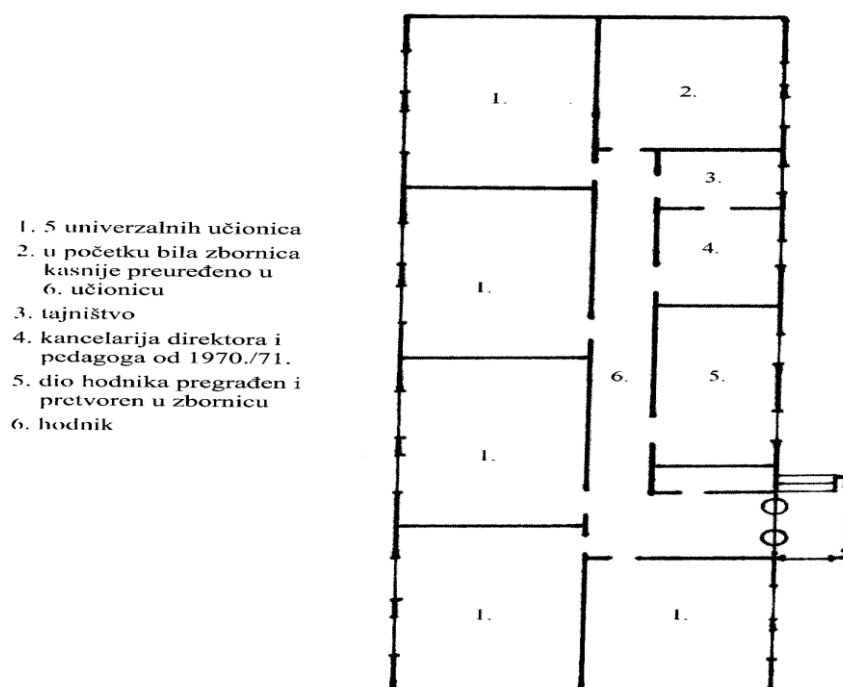 1. 5 univerzalnih učionica
2. u početku bila zbornica
kasnije preuređeno u
6. učionicu
3. tajništvo
4. kancelarija direktora i
pedagoga od 1970./71.
5. dio hodnika pregrađen i
pretvoren u zbornicu
6. hodnik
1.
2.
3.
4.
1.
6.
5.
1.
1.
1.